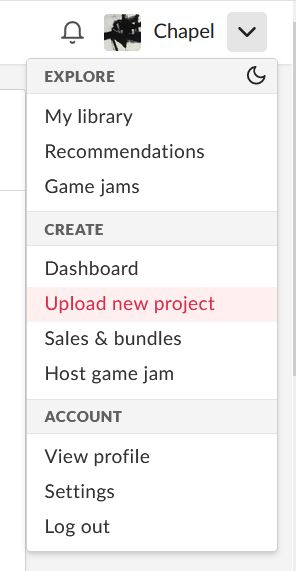 Chapel
EXPLORE
My library
Recommendations
Game jams
CREATE
Dashboard
Upload new project
Sales & bundles
Host game jam
ACCOUNT
View profile
Settings
Log out